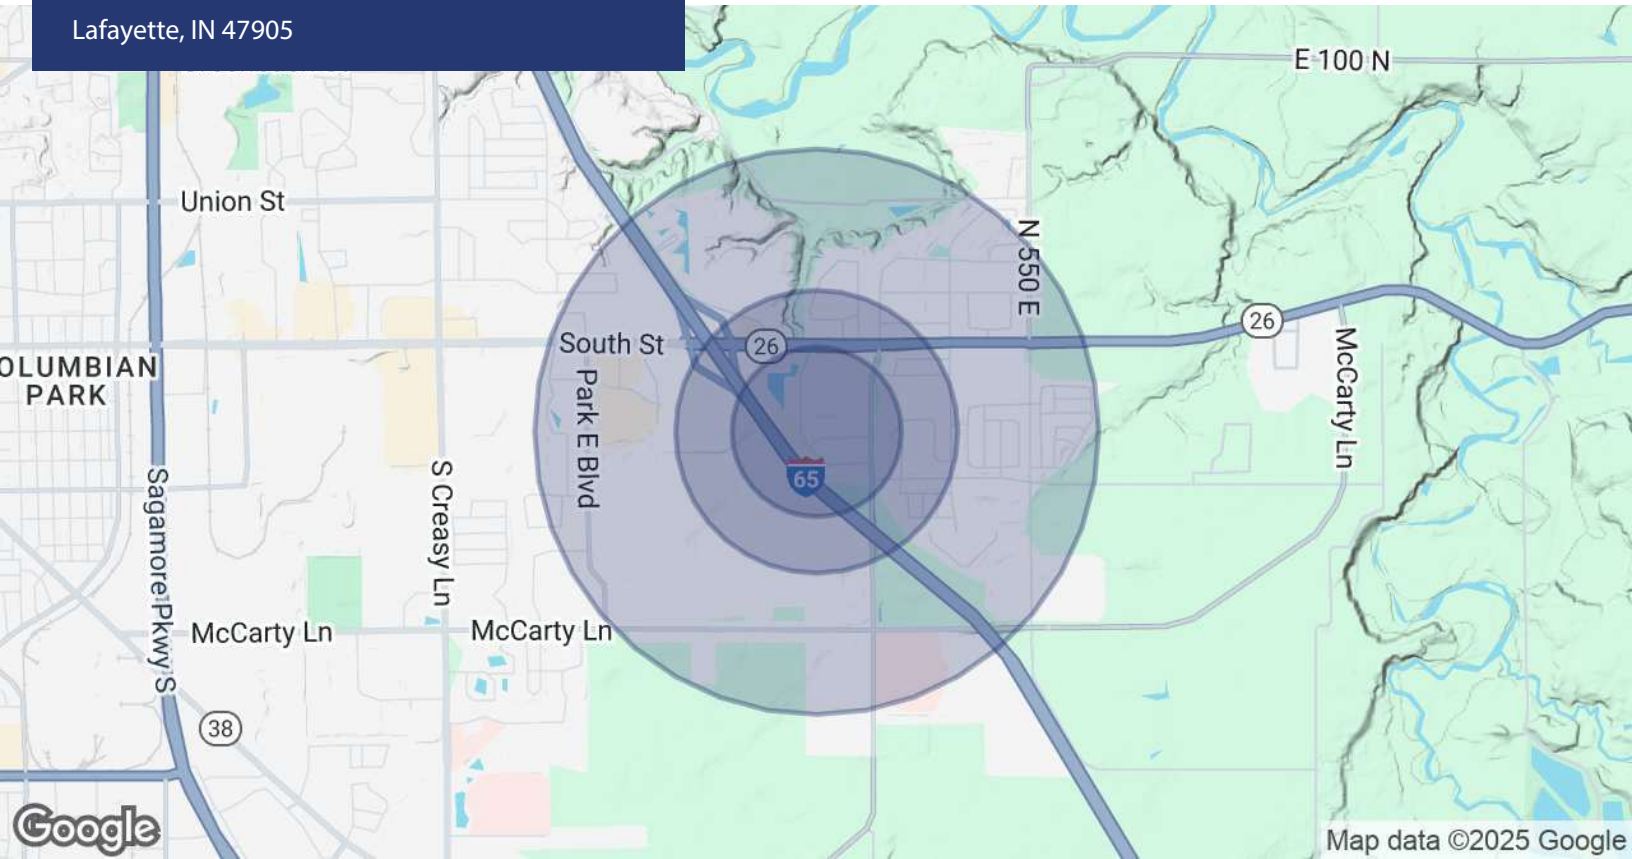 Lafayette, IN 47905
E 100 N
Union St
N 550 E
26
South St
26
OLUMBIAN
PARK
Park E Blvd
McCarty Ln
S Creasy Ln
65
Sagamore Pkwy S
McCarty Ln
McCarty Ln
38
Google
Map data ©2025 Google